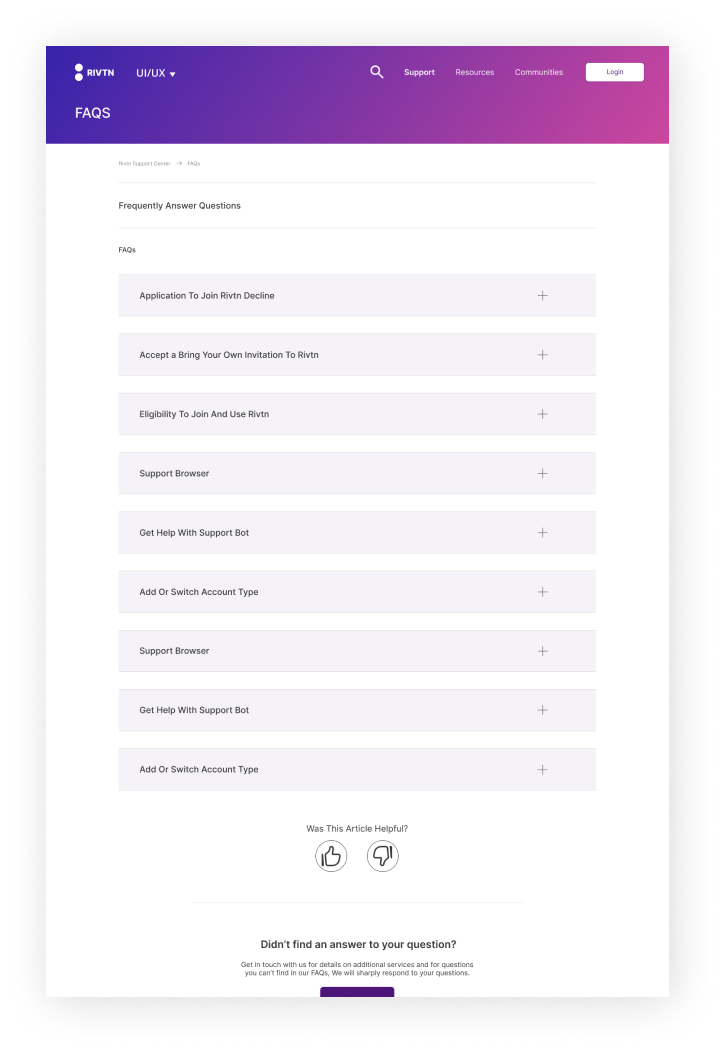 RIVTN
UI/UX
Support
Resources
Communities
Login
FAQS
Rivtn Support Center
FAQs
Frequently Answer Questions
FAQs
Application To Join Rivtn Decline
Accept a Bring Your Own Invitation To Rivtn
Eligibility To Join And Use Rivtn
Support Browser
Get Help With Support Bot
Add Or Switch Account Type
Support Browser
Get Help With Support Bot
Add Or Switch Account Type
Was This Article Helpful?
Didn’t find an answer to your question?
Get in touch with us for details on additional services and for questions
you can't find in our FAQs, We will sharply respond to your questions.